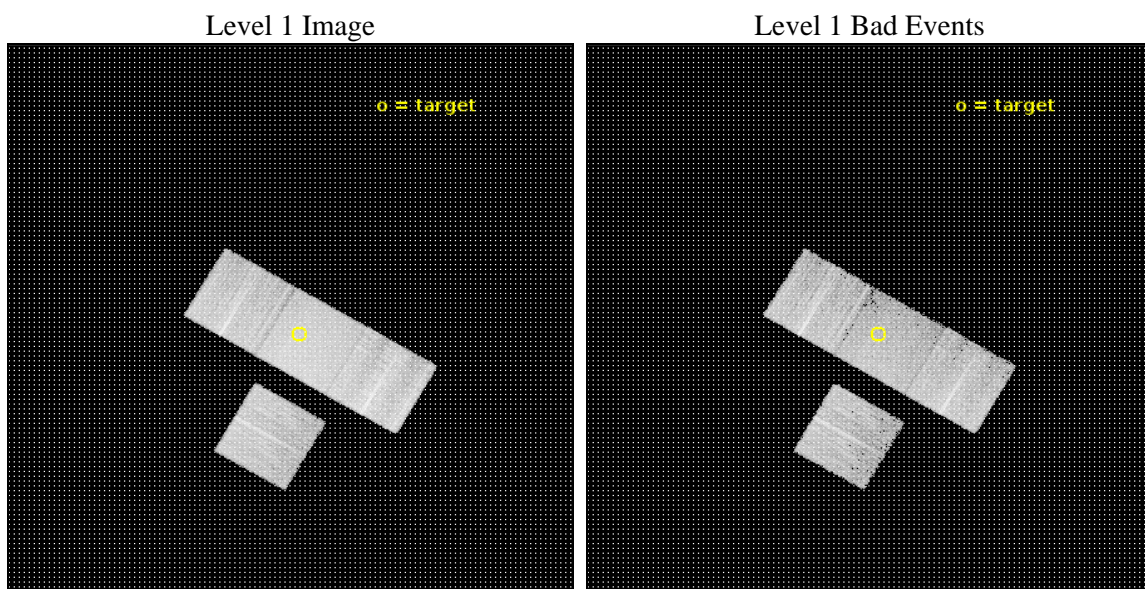 Level 1 Image
Level 1 Bad Events
o = target
o = target